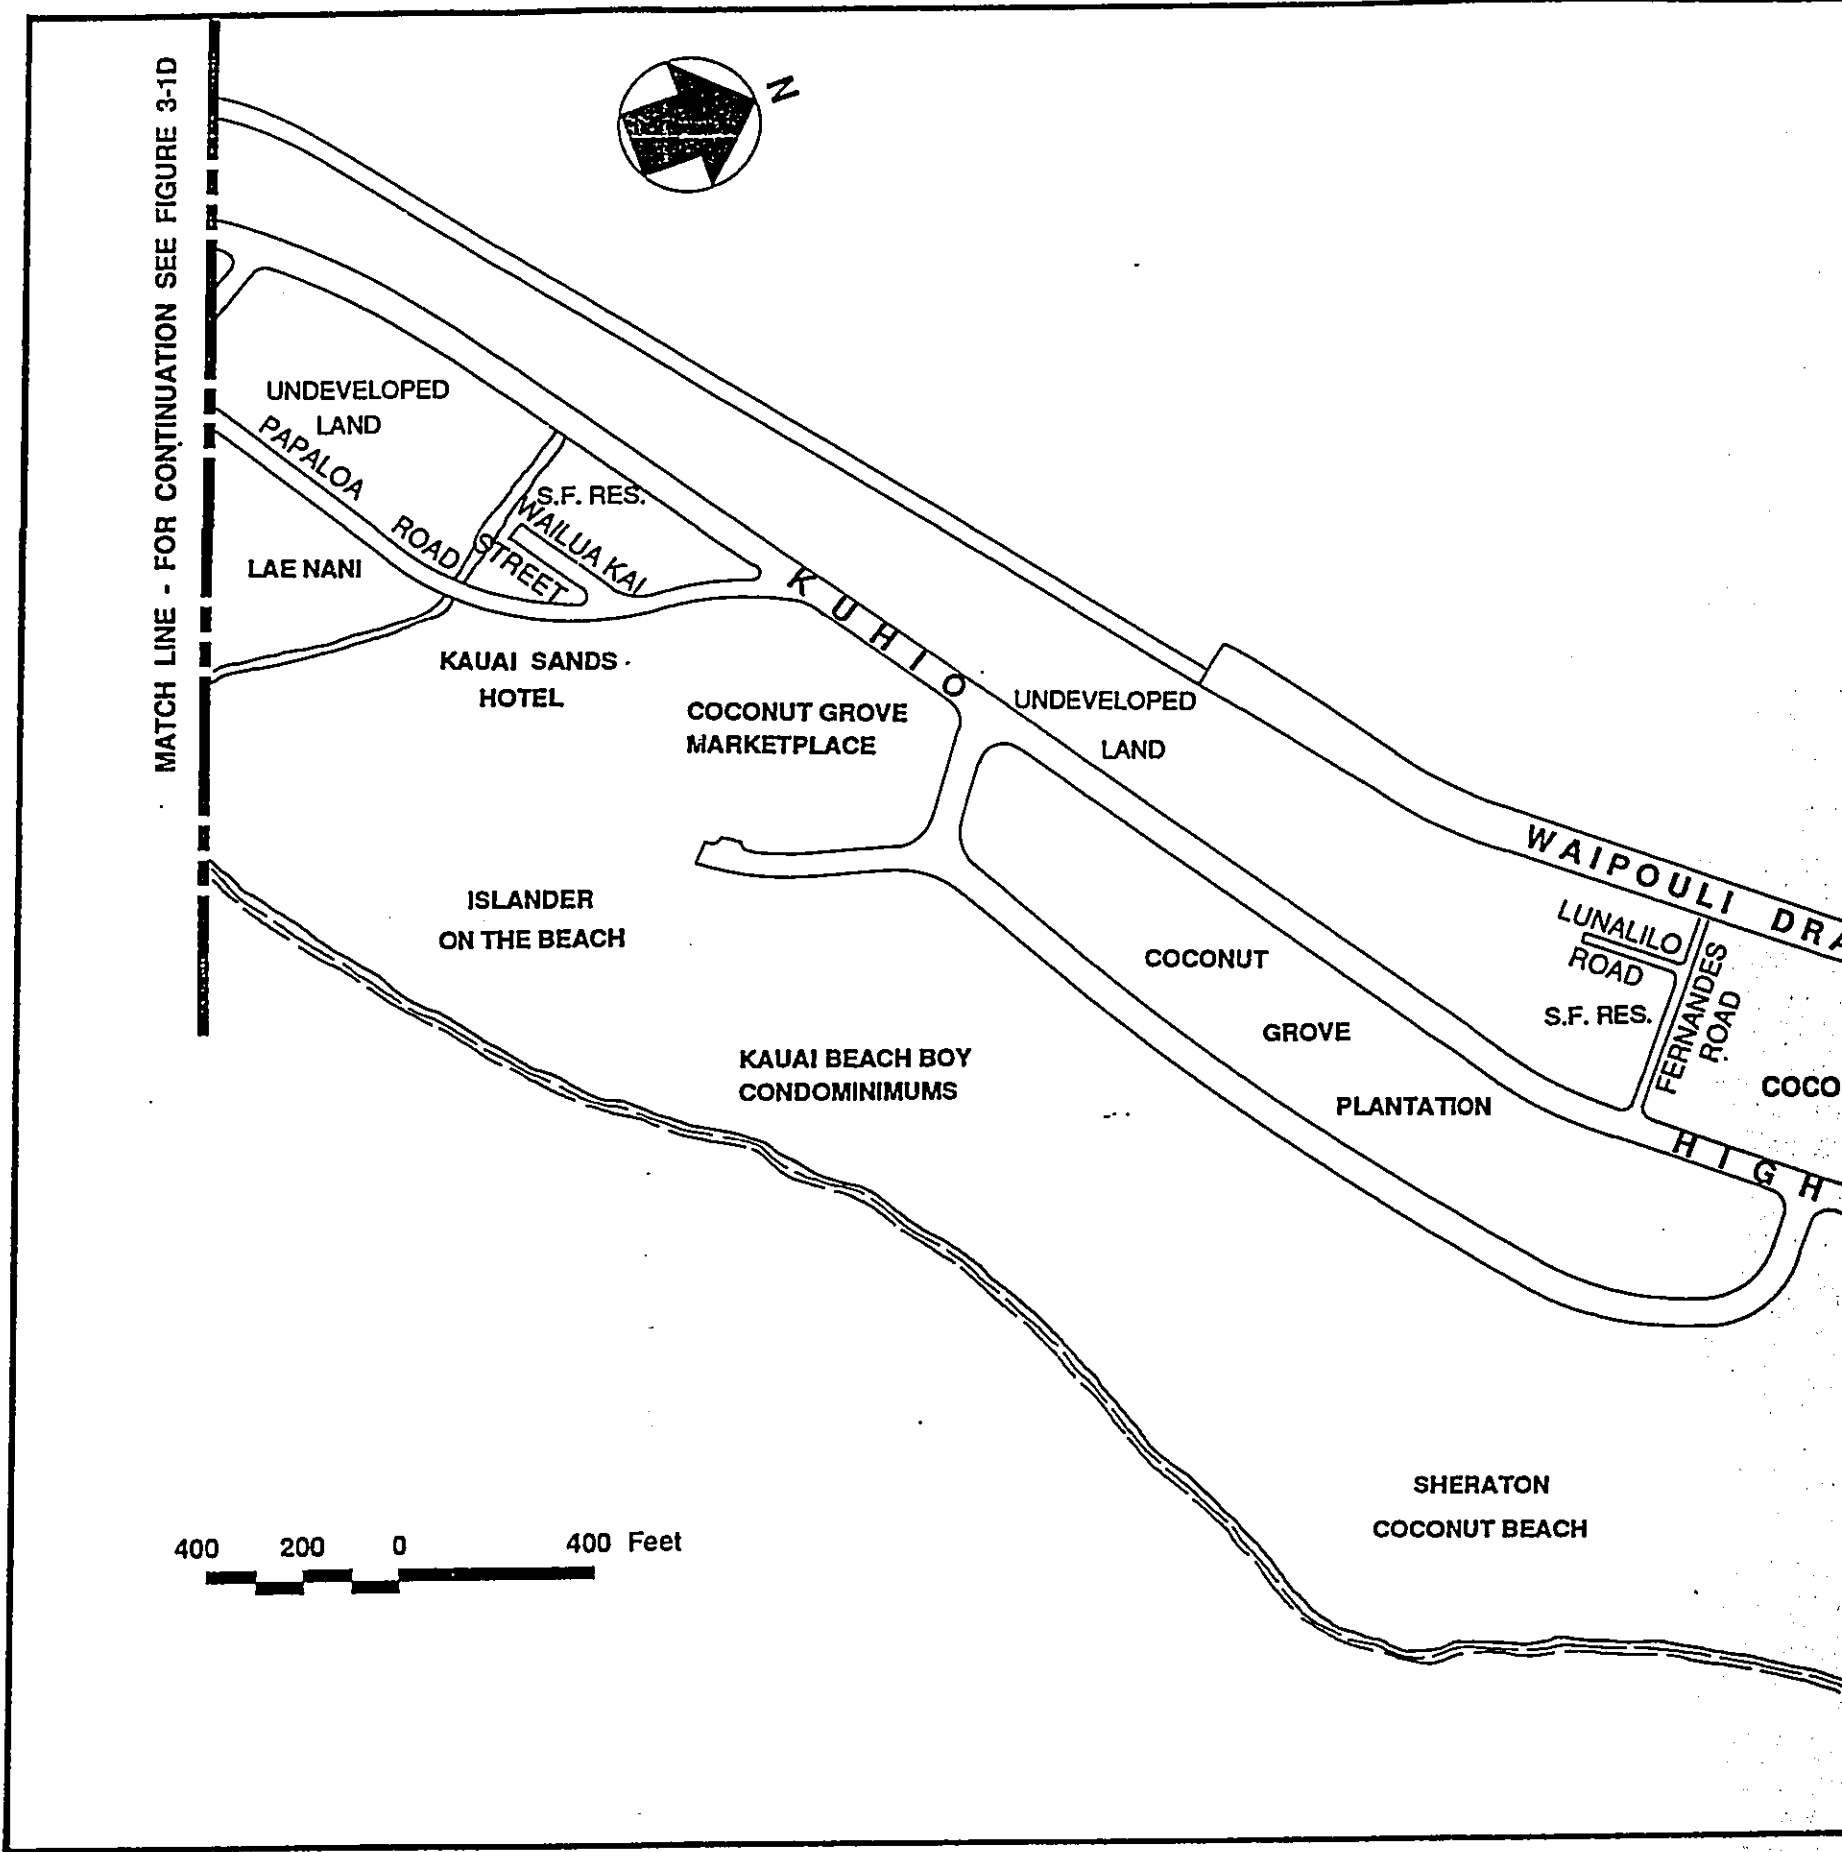 MATCH LINE - FOR CONTINUATION SEE FIGURE 3-1D
N
UNDEVELOPED
LAND
PAPALOA ROAD
S.F. RES.
WAILUA KAI
STREET
LAE NANI
KAUAI SANDS
HOTEL
COCONUT GROVE
MARKETPLACE
KUHIO
UNDEVELOPED
LAND
WAIPOULI DRA
LUNALILO
ROAD
S.F. RES.
FERNANDES
ROAD
COCO
HIGH
ISLANDER
ON THE BEACH
COCONUT
GROVE
PLANTATION
KAUAI BEACH BOY
CONDOMINIMUMS
SHERATON
COCONUT BEACH
400 200 0 400 Feet